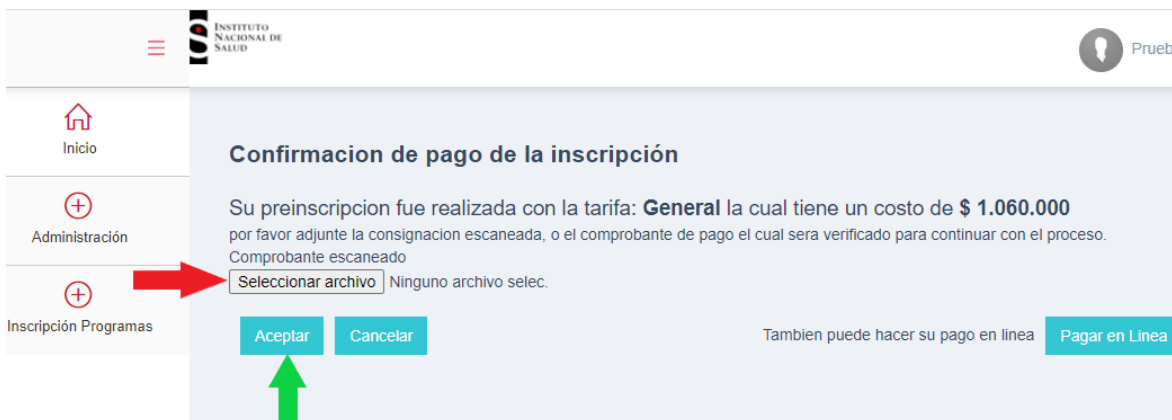 INSTITUTO
NACIONAL DE
SALUD
Prueb
Inicio
Administración
Inscripción Programas
Confirmacion de pago de la inscripción
Su preinscripcion fue realizada con la tarifa: General la cual tiene un costo de $ 1.060.000
por favor adjunte la consignacion escaneada, o el comprobante de pago el cual sera verificado para continuar con el proceso.
Comprobante escaneado
Seleccionar archivo Ninguno archivo selec.
Aceptar Cancelar Tambien puede hacer su pago en linea Pagar en Linea